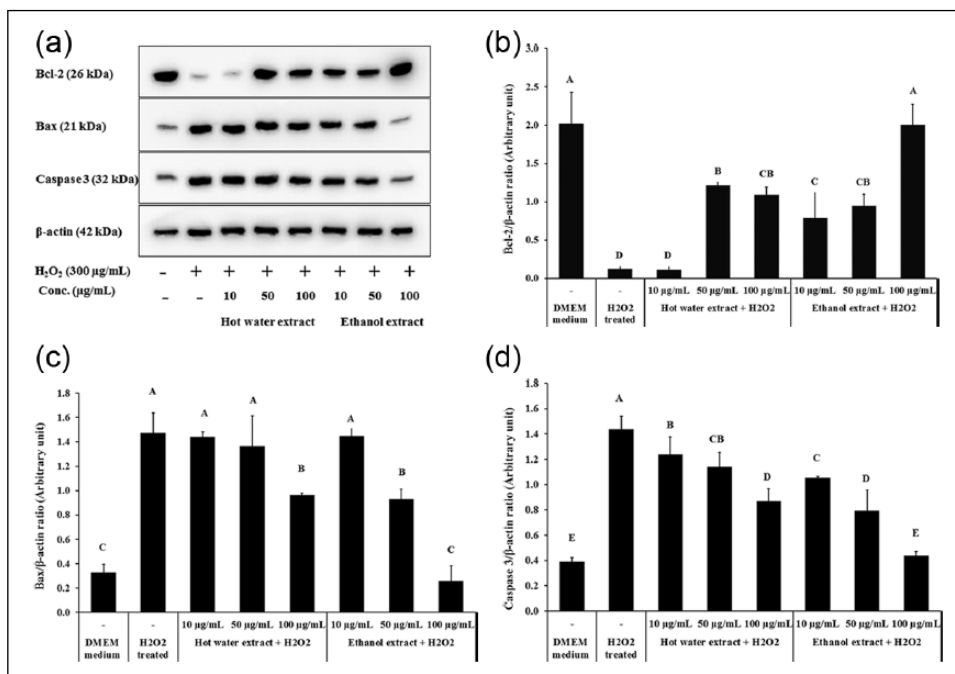 (a)
Bcl-2 (26 kDa)
Bax (21 kDa)
Caspase 3 (32 kDa)
β-actin (42 kDa)
H₂O₂ (300 µg/mL) – + + + + + + +
Conc. (µg/mL) – – 10 50 100 10 50 100
Hot water extract Ethanol extract
(b)
Bcl-2/β-actin ratio (Arbitrary unit)
3.0
2.5
2.0
1.5
1.0
0.5
0.0
A D D B CB C CB A
- - 10 µg/mL 50 µg/mL 100 µg/mL 10 µg/mL 50 µg/mL 100 µg/mL
DMEM medium H2O2 treated Hot water extract + H2O2 Ethanol extract + H2O2
(c)
Bax/β-actin ratio (Arbitrary unit)
1.8
1.6
1.4
1.2
1.0
0.8
0.6
0.4
0.2
0.0
C A A A B A B C
- - 10 µg/mL 50 µg/mL 100 µg/mL 10 µg/mL 50 µg/mL 100 µg/mL
DMEM medium H2O2 treated Hot water extract + H2O2 Ethanol extract + H2O2
(d)
Caspase 3/β-actin ratio (Arbitrary unit)
1.8
1.6
1.4
1.2
1.0
0.8
0.6
0.4
0.2
0.0
E A B CB D C D E
- - 10 µg/mL 50 µg/mL 100 µg/mL 10 µg/mL 50 µg/mL 100 µg/mL
DMEM medium H2O2 treated Hot water extract + H2O2 Ethanol extract + H2O2